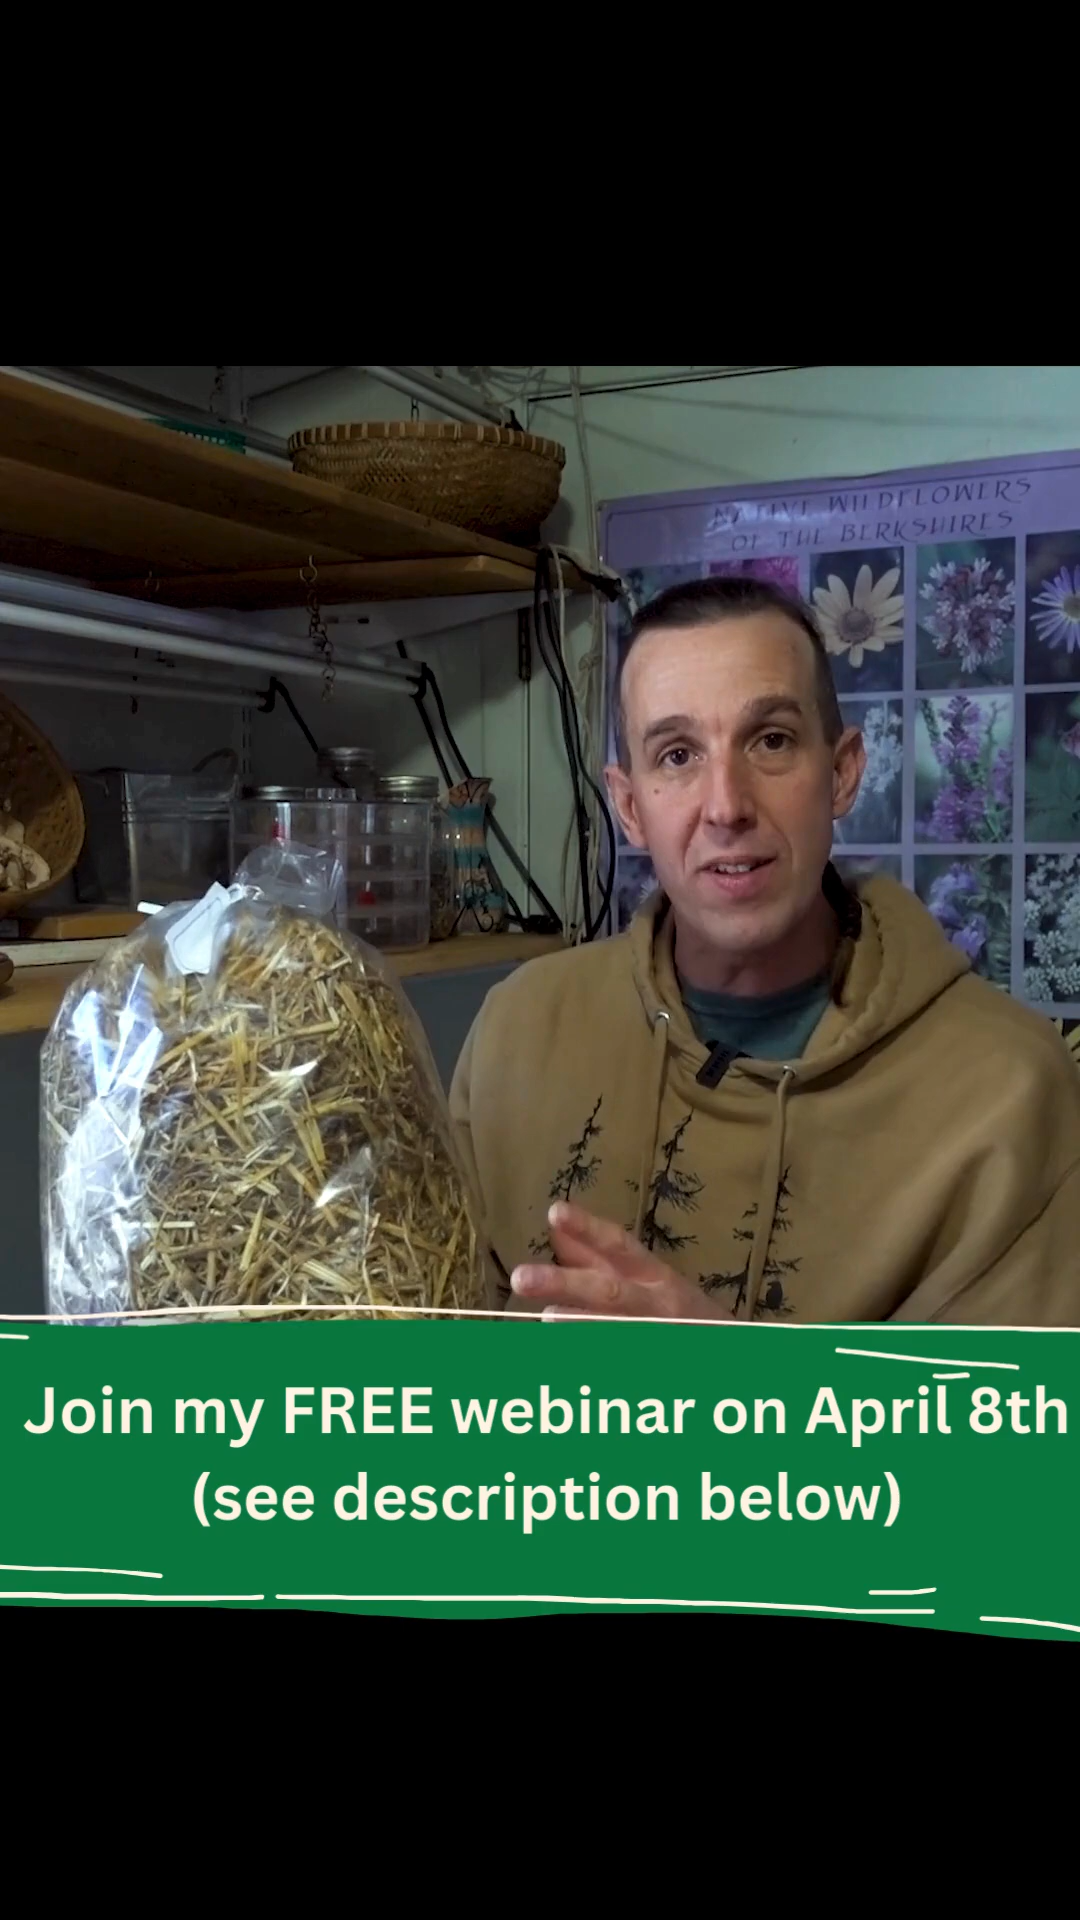 NATIVE WILDFLOWERS
OF THE BERKSHIRES
Join my FREE webinar on April 8th
(see description below)